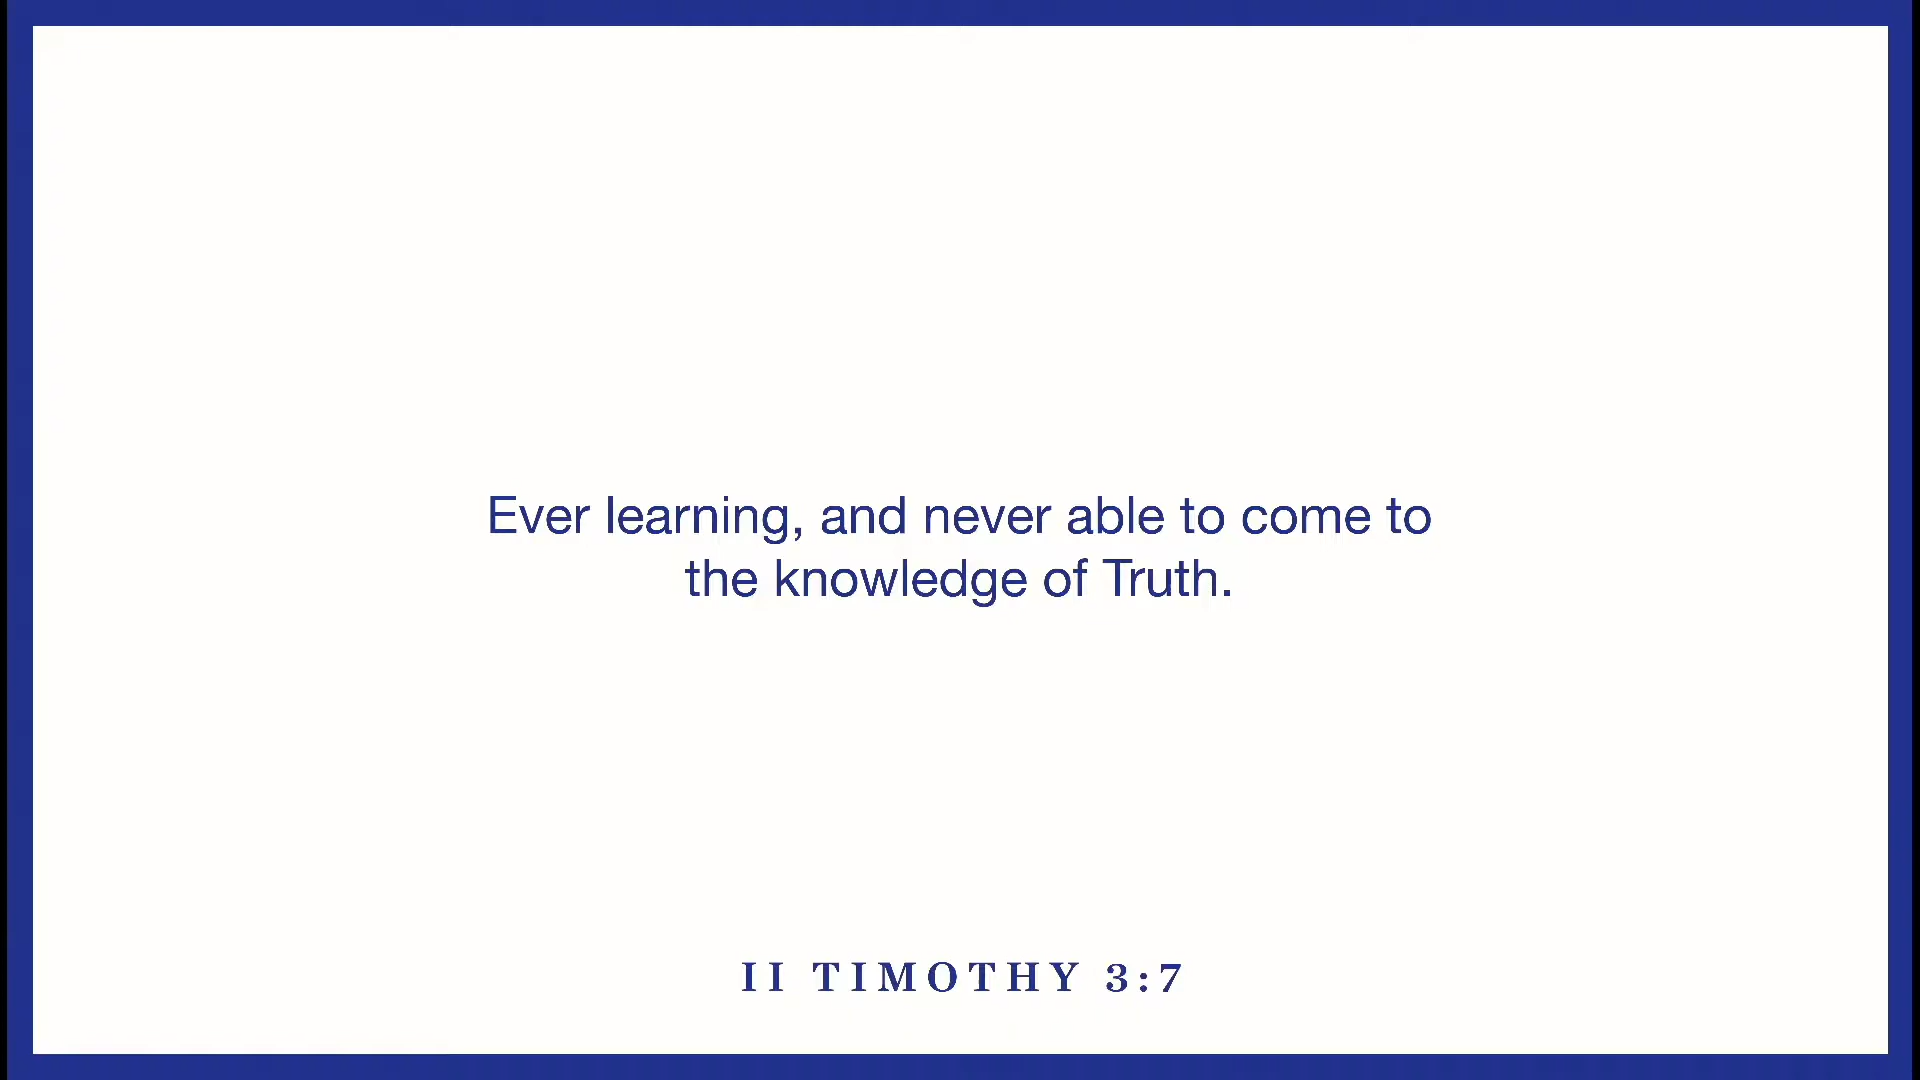 Ever learning, and never able to come to
the knowledge of Truth.
II TIMOTHY 3:7